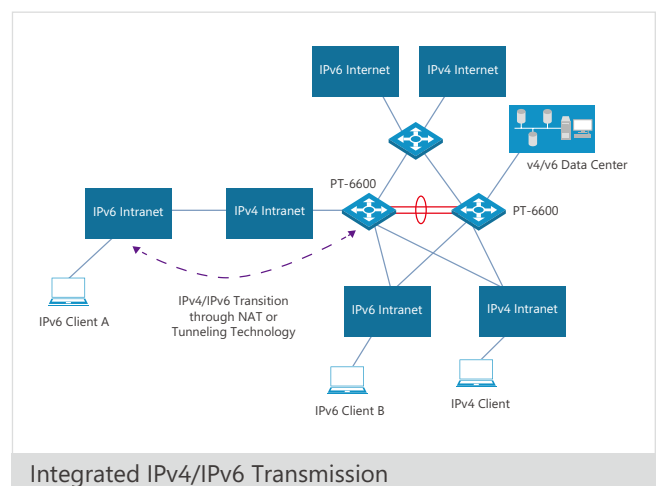 IPv6 Internet
IPv4 Internet
v4/v6 Data Center
PT-6600
PT-6600
IPv6 Intranet
IPv4 Intranet
IPv4/IPv6 Transition
through NAT or
Tunneling Technology
IPv6 Client A
IPv6 Intranet
IPv4 Intranet
IPv6 Client B
IPv4 Client
Integrated IPv4/IPv6 Transmission